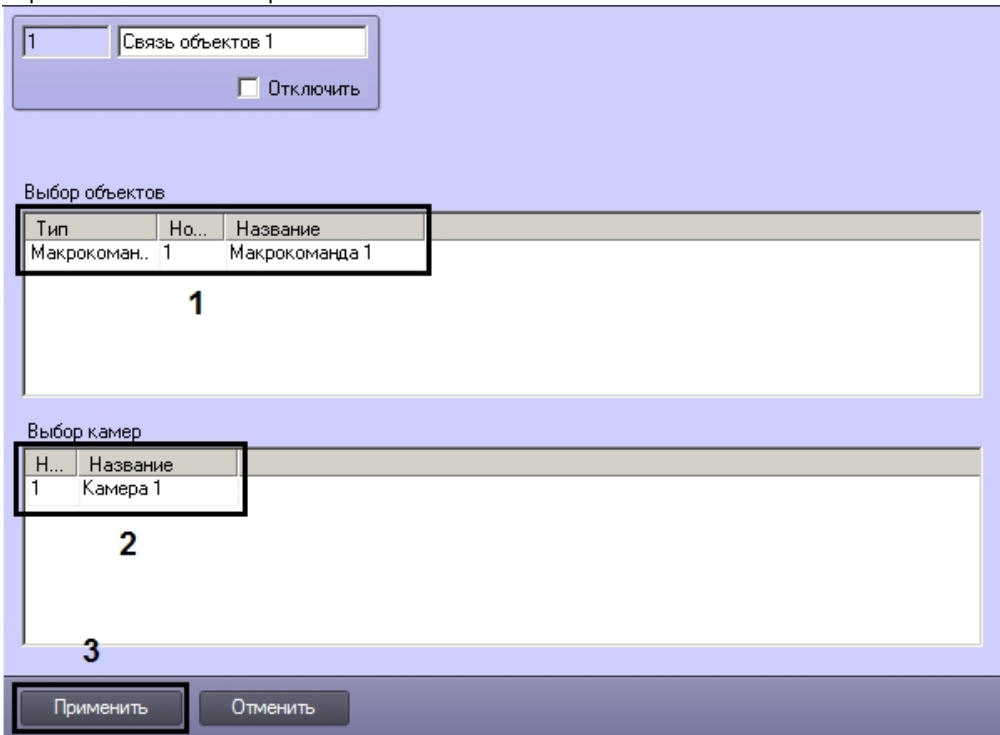 1 Связь объектов 1
Отключить
Выбор объектов
Тип Но... Название
Макрокоман.. 1 Макрокоманда 1
1
Выбор камер
Н... Название
1 Камера 1
2
3
Применить Отменить